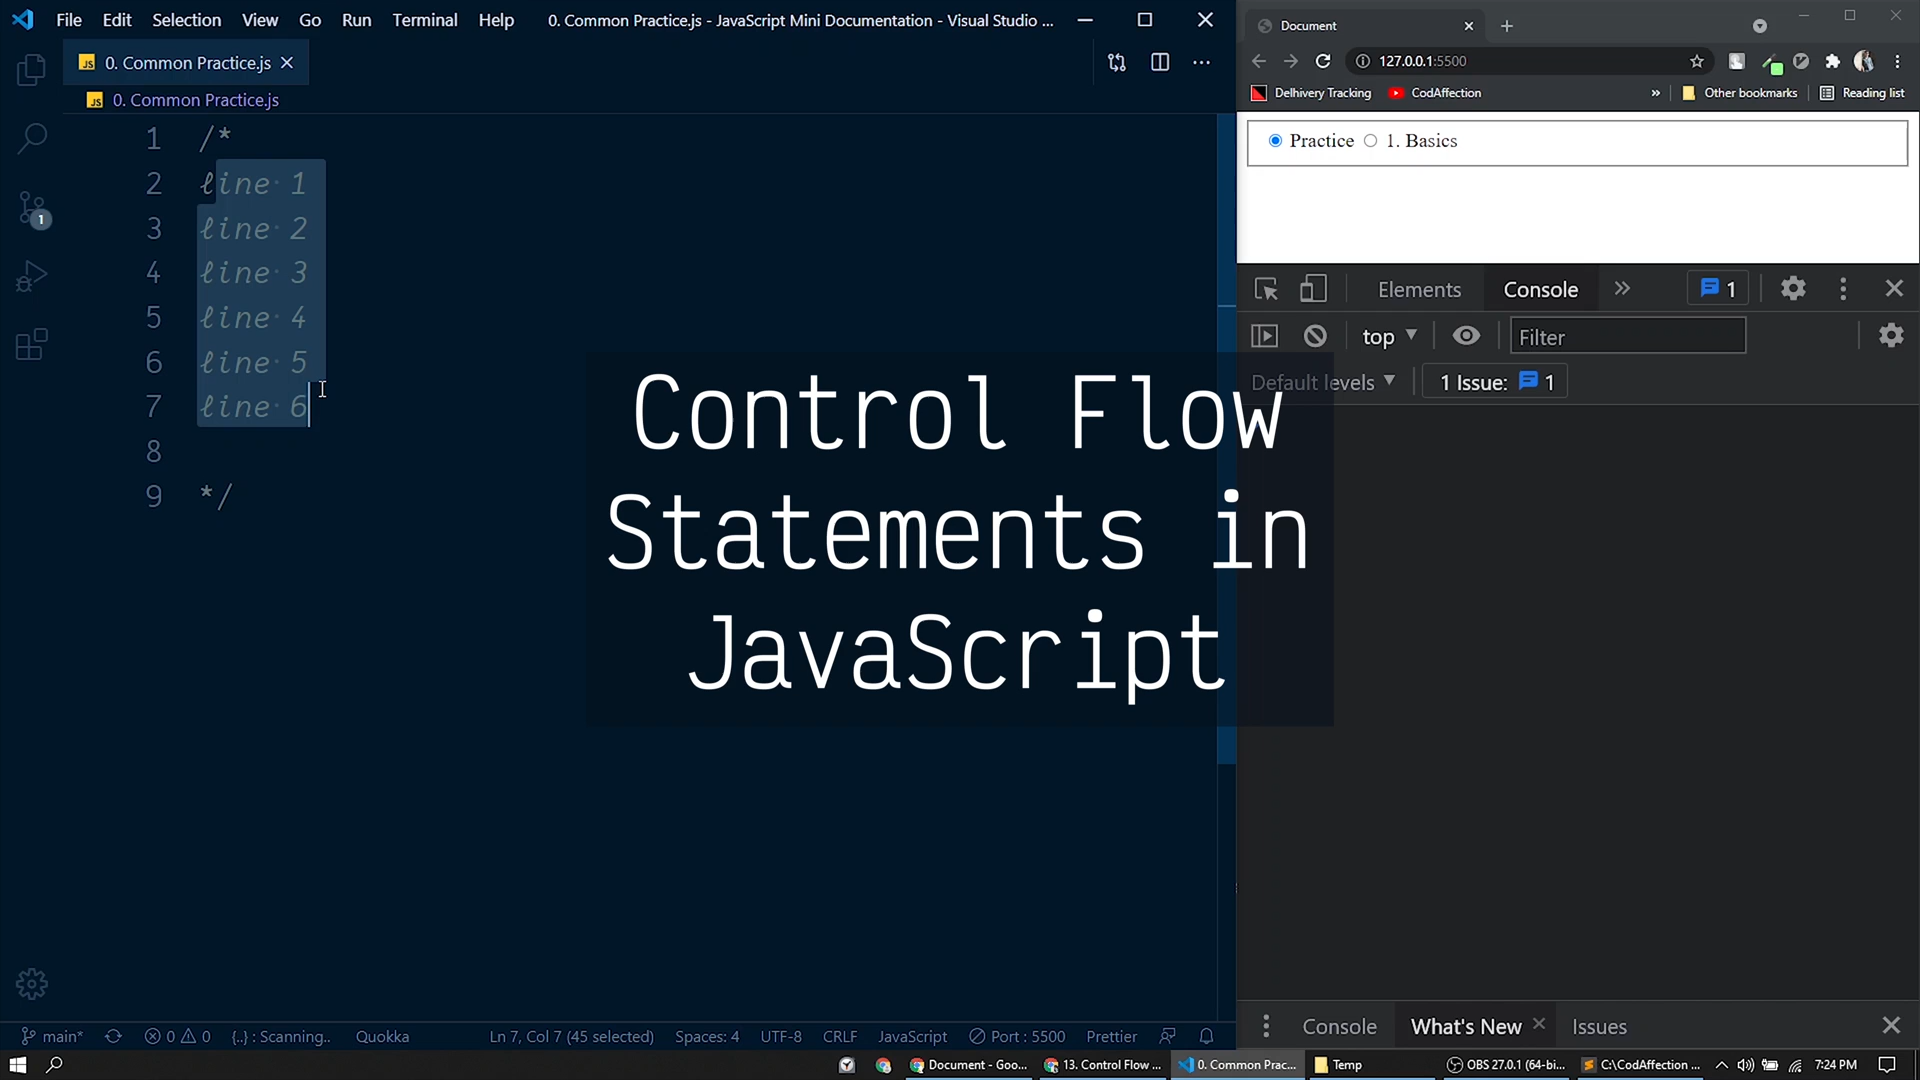 File Edit Selection View Go Run Terminal Help 0. Common Practice.js - JavaScript Mini Documentation - Visual Studio ...
JS 0. Common Practice.js
JS 0. Common Practice.js
1 /*
2 line 1
3 line 2
4 line 3
5 line 4
6 line 5
7 line 6
8
9 */
1
Control Flow
Statements in
JavaScript
Document
127.0.0.1:5500
Delhivery Tracking CodAffection » Other bookmarks Reading list
Practice 1. Basics
Elements Console » 1
top Filter
Default levels 1 Issue: 1
Console What's New Issues
main* 0 0 {..} : Scanning.. Quokka Ln 7, Col 7 (45 selected) Spaces: 4 UTF-8 CRLF JavaScript Port : 5500 Prettier
Document - Goo... 13. Control Flow ... 0. Common Prac... Temp OBS 27.0.1 (64-bi... C:\CodAffection ... 7:24 PM